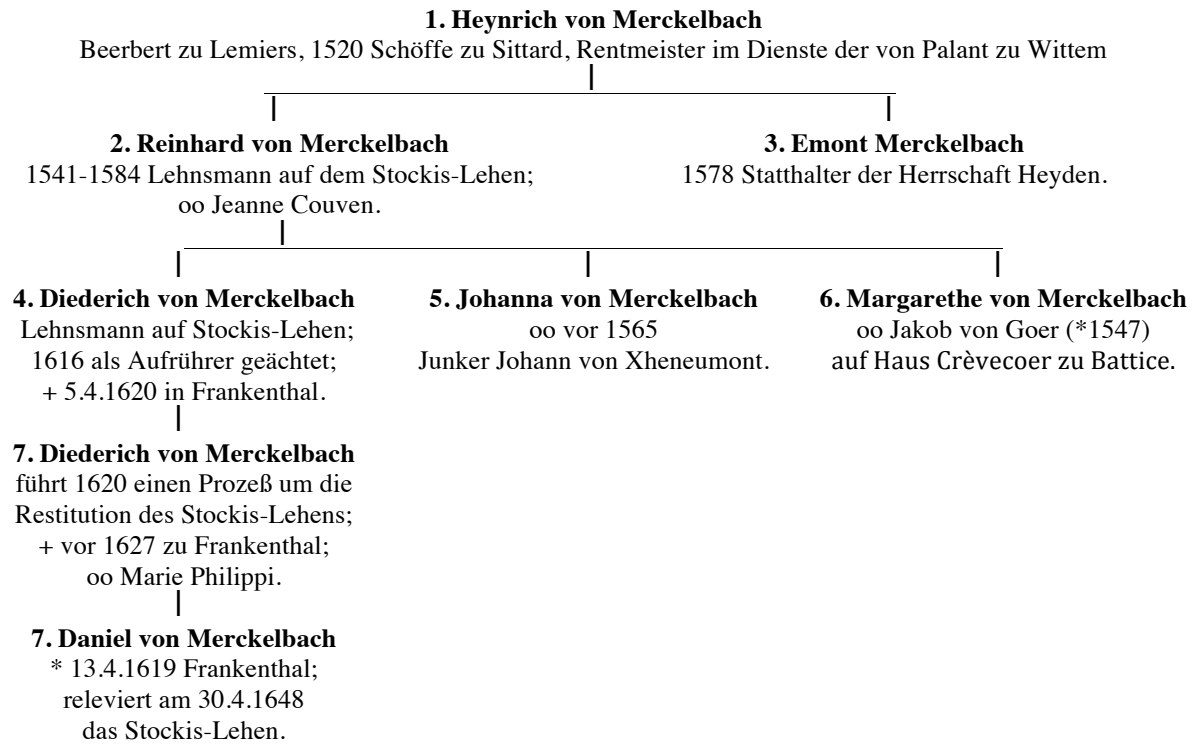 1. Heynrich von Merckelbach
Beerbert zu Lemiers, 1520 Schöffe zu Sittard, Rentmeister im Dienste der von Palant zu Wittem
2. Reinhard von Merckelbach
1541-1584 Lehnsmann auf dem Stockis-Lehen;
oo Jeanne Couven.
3. Emont Merckelbach
1578 Statthalter der Herrschaft Heyden.
4. Diederich von Merckelbach
Lehnsmann auf Stockis-Lehen;
1616 als Aufrührer geächtet;
+ 5.4.1620 in Frankenthal.
5. Johanna von Merckelbach
oo vor 1565
Junker Johann von Xheneumont.
6. Margarethe von Merckelbach
oo Jakob von Goer (*1547)
auf Haus Crèvecoer zu Battice.
7. Diederich von Merckelbach
führt 1620 einen Prozeß um die
Restitution des Stockis-Lehens;
+ vor 1627 zu Frankenthal;
oo Marie Philippi.
7. Daniel von Merckelbach
* 13.4.1619 Frankenthal;
releviert am 30.4.1648
das Stockis-Lehen.